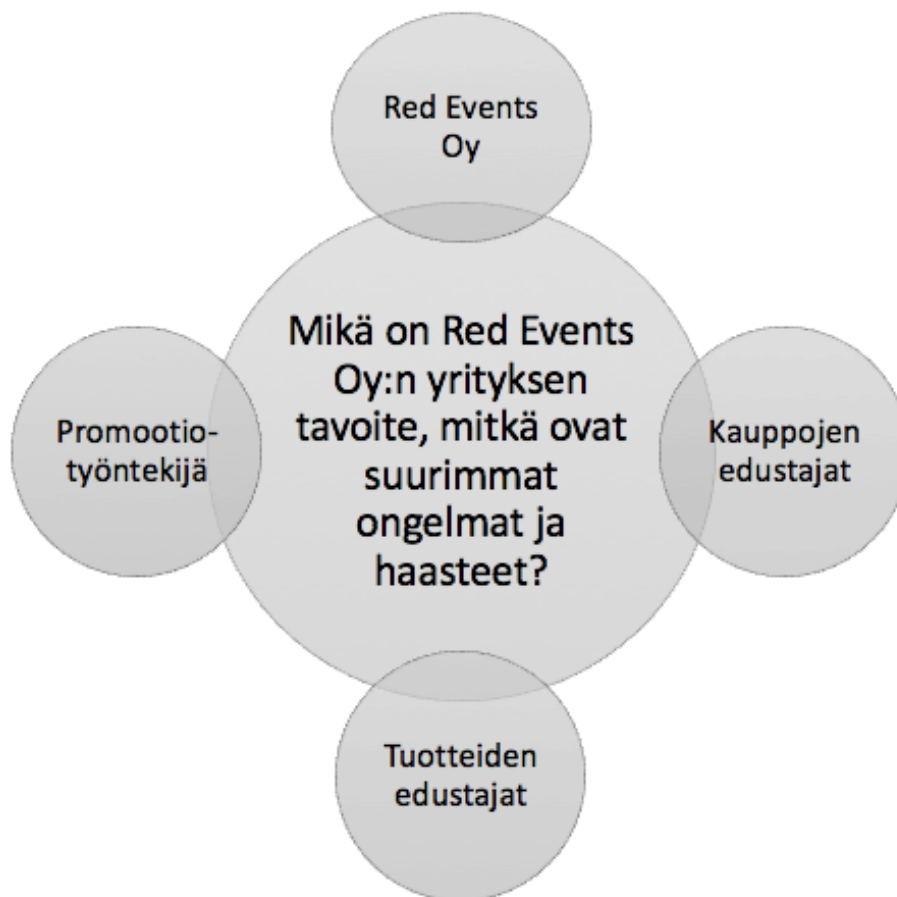 Red Events
Oy
Mikä on Red Events
Oy:n yrityksen
tavoite, mitkä ovat
suurimmat
ongelmat ja
haasteet?
Promootio-
työntekijä
Kauppojen
edustajat
Tuotteiden
edustajat